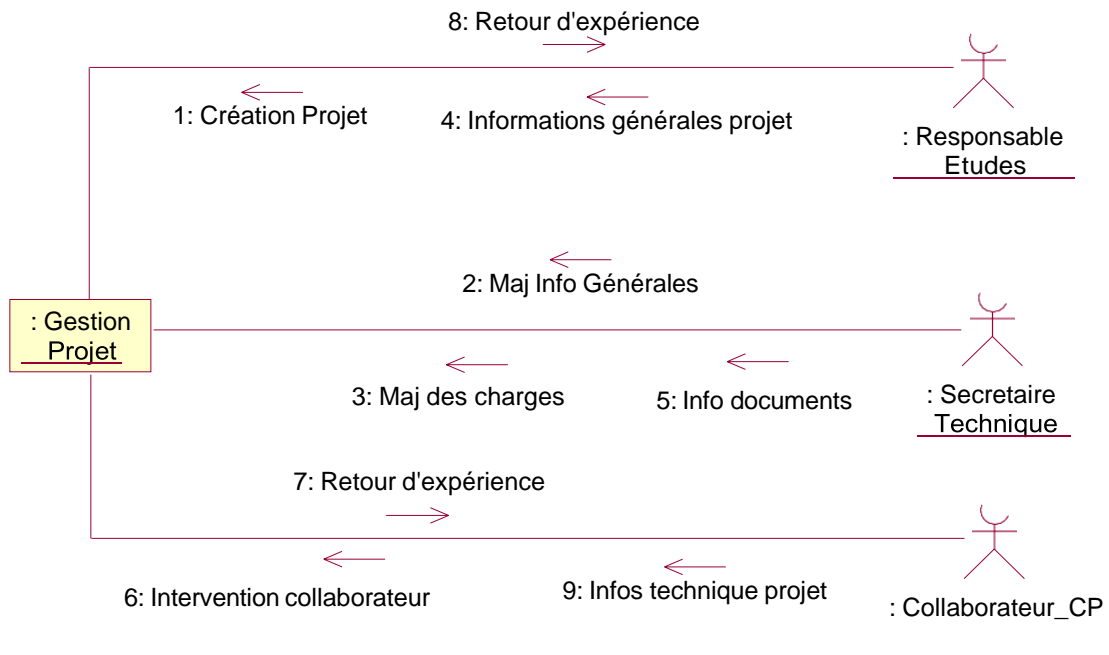 8: Retour d'expérience
1: Création Projet
4: Informations générales projet
: Responsable
Etudes
2: Maj Info Générales
: Gestion
Projet
3: Maj des charges
5: Info documents
: Secretaire
Technique
7: Retour d'expérience
6: Intervention collaborateur
9: Infos technique projet
: Collaborateur_CP